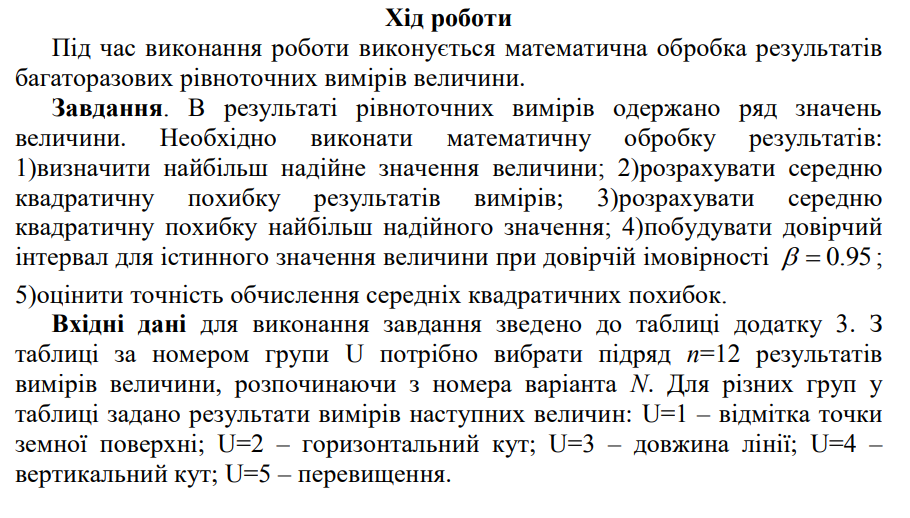 Хід роботи
Під час виконання роботи виконується математична обробка результатів
багаторазових рівноточних вимірів величини.
Завдання. В результаті рівноточних вимірів одержано ряд значень
величини. Необхідно виконати математичну обробку результатів:
1)визначити найбільш надійне значення величини; 2)розрахувати середню
квадратичну похибку результатів вимірів; 3)розрахувати середню
квадратичну похибку найбільш надійного значення; 4)побудувати довірчий
інтервал для істинного значення величини при довірчій імовірності β = 0.95;
5)оцінити точність обчислення середніх квадратичних похибок.
Вхідні дані для виконання завдання зведено до таблиці додатку 3. З
таблиці за номером групи U потрібно вибрати підряд n=12 результатів
вимірів величини, розпочинаючи з номера варіанта N. Для різних груп у
таблиці задано результати вимірів наступних величин: U=1 – відмітка точки
земної поверхні; U=2 – горизонтальний кут; U=3 – довжина лінії; U=4 –
вертикальний кут; U=5 – перевищення.